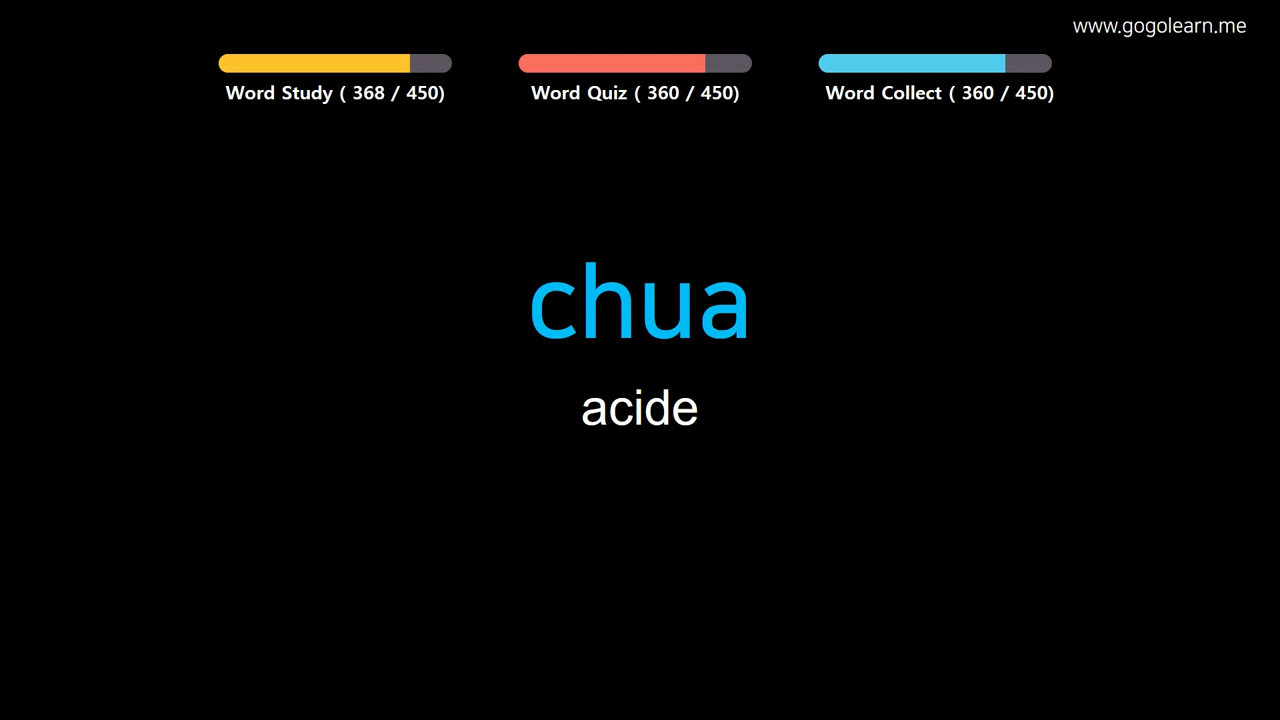 www.gogolearn.me
Word Study ( 368 / 450)
Word Quiz ( 360 / 450)
Word Collect ( 360 / 450)
chua
acide